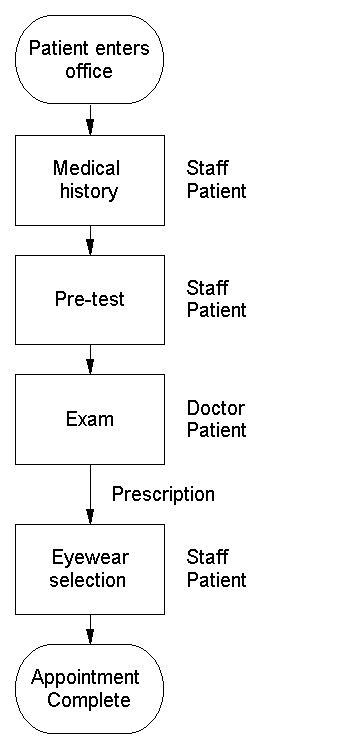 Patient enters
office
Medical
history
Staff
Patient
Pre-test
Staff
Patient
Exam
Doctor
Patient
Prescription
Eyewear
selection
Staff
Patient
Appointment
Complete